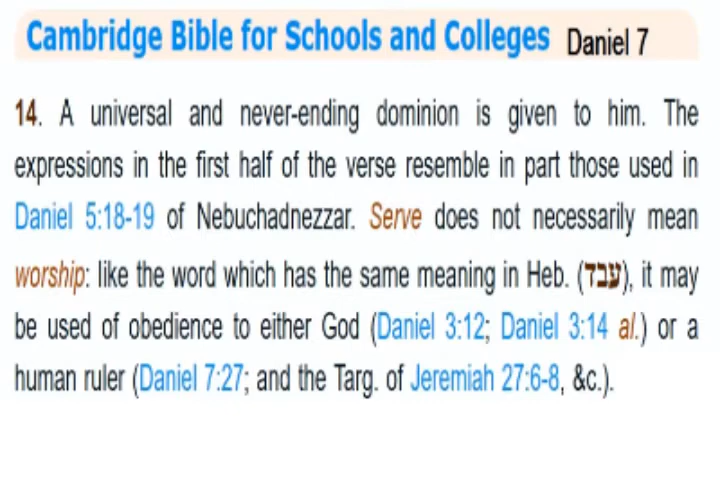 Cambridge Bible for Schools and Colleges Daniel 7
14. A universal and never-ending dominion is given to him. The
expressions in the first half of the verse resemble in part those used in
Daniel 5:18-19 of Nebuchadnezzar. Serve does not necessarily mean
worship: like the word which has the same meaning in Heb. (עבד), it may
be used of obedience to either God (Daniel 3:12; Daniel 3:14 al.) or a
human ruler (Daniel 7:27; and the Targ. of Jeremiah 27:6-8, &c.).